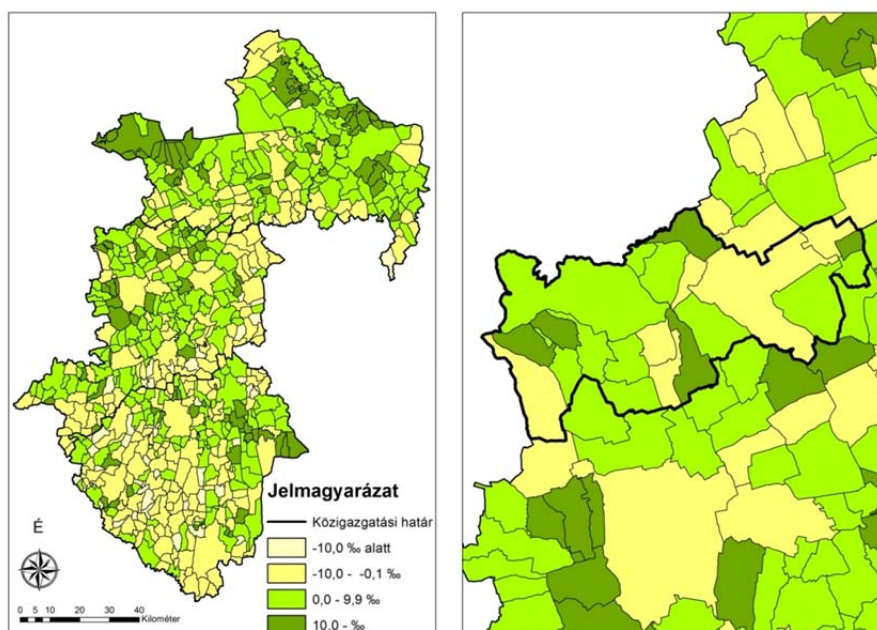 Jelmagyarázat
Közigazgatási határ
-10,0 ‰ alatt
-10,0 - -0,1 ‰
0,0 - 9,9 ‰
10,0 - ‰
É
0 5 10 20 30 40
Kilométer